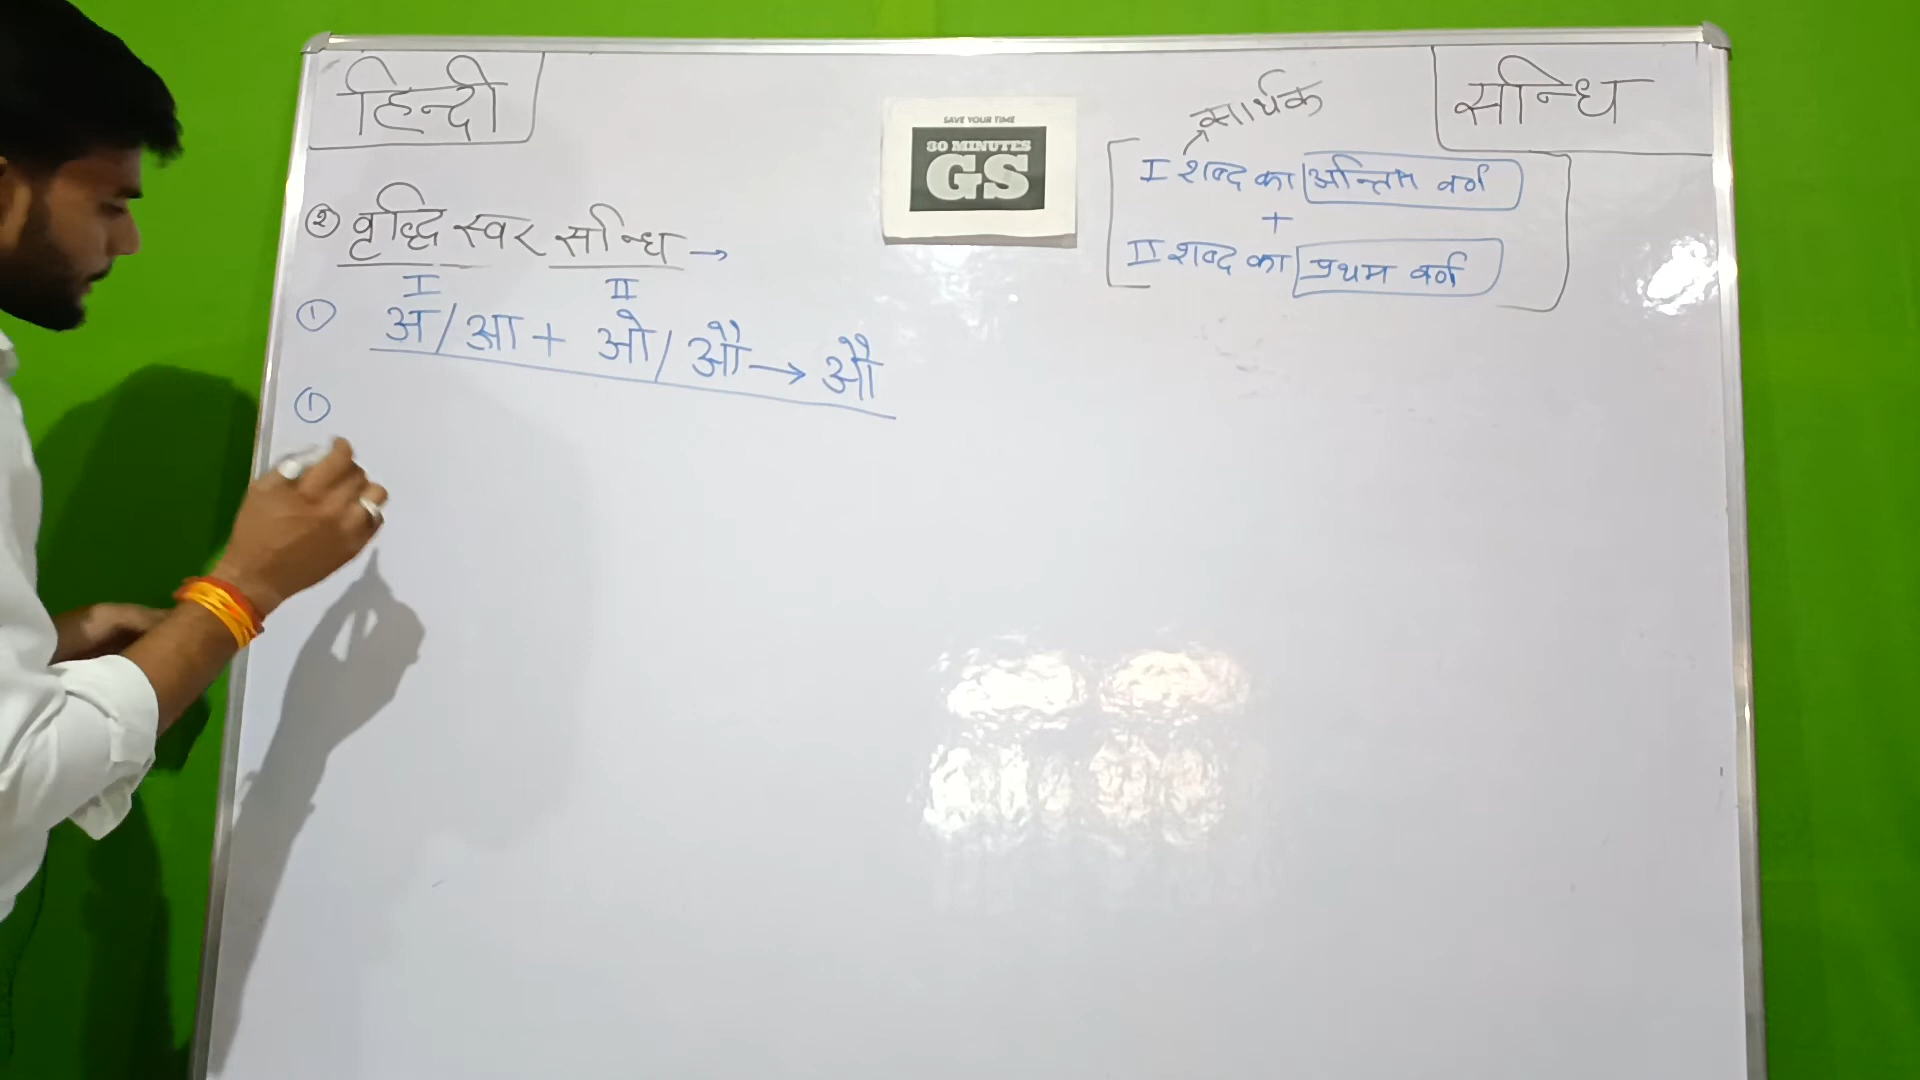 हिन्दी
सन्धि
SAVE YOUR TIME
30 MINUTES
GS
सार्थक
I शब्द का अन्तिम वर्ण
+
II शब्द का प्रथम वर्ण
② वृद्धि स्वर सन्धि →
I II
① अ/आ + ओ/औ → औ
①